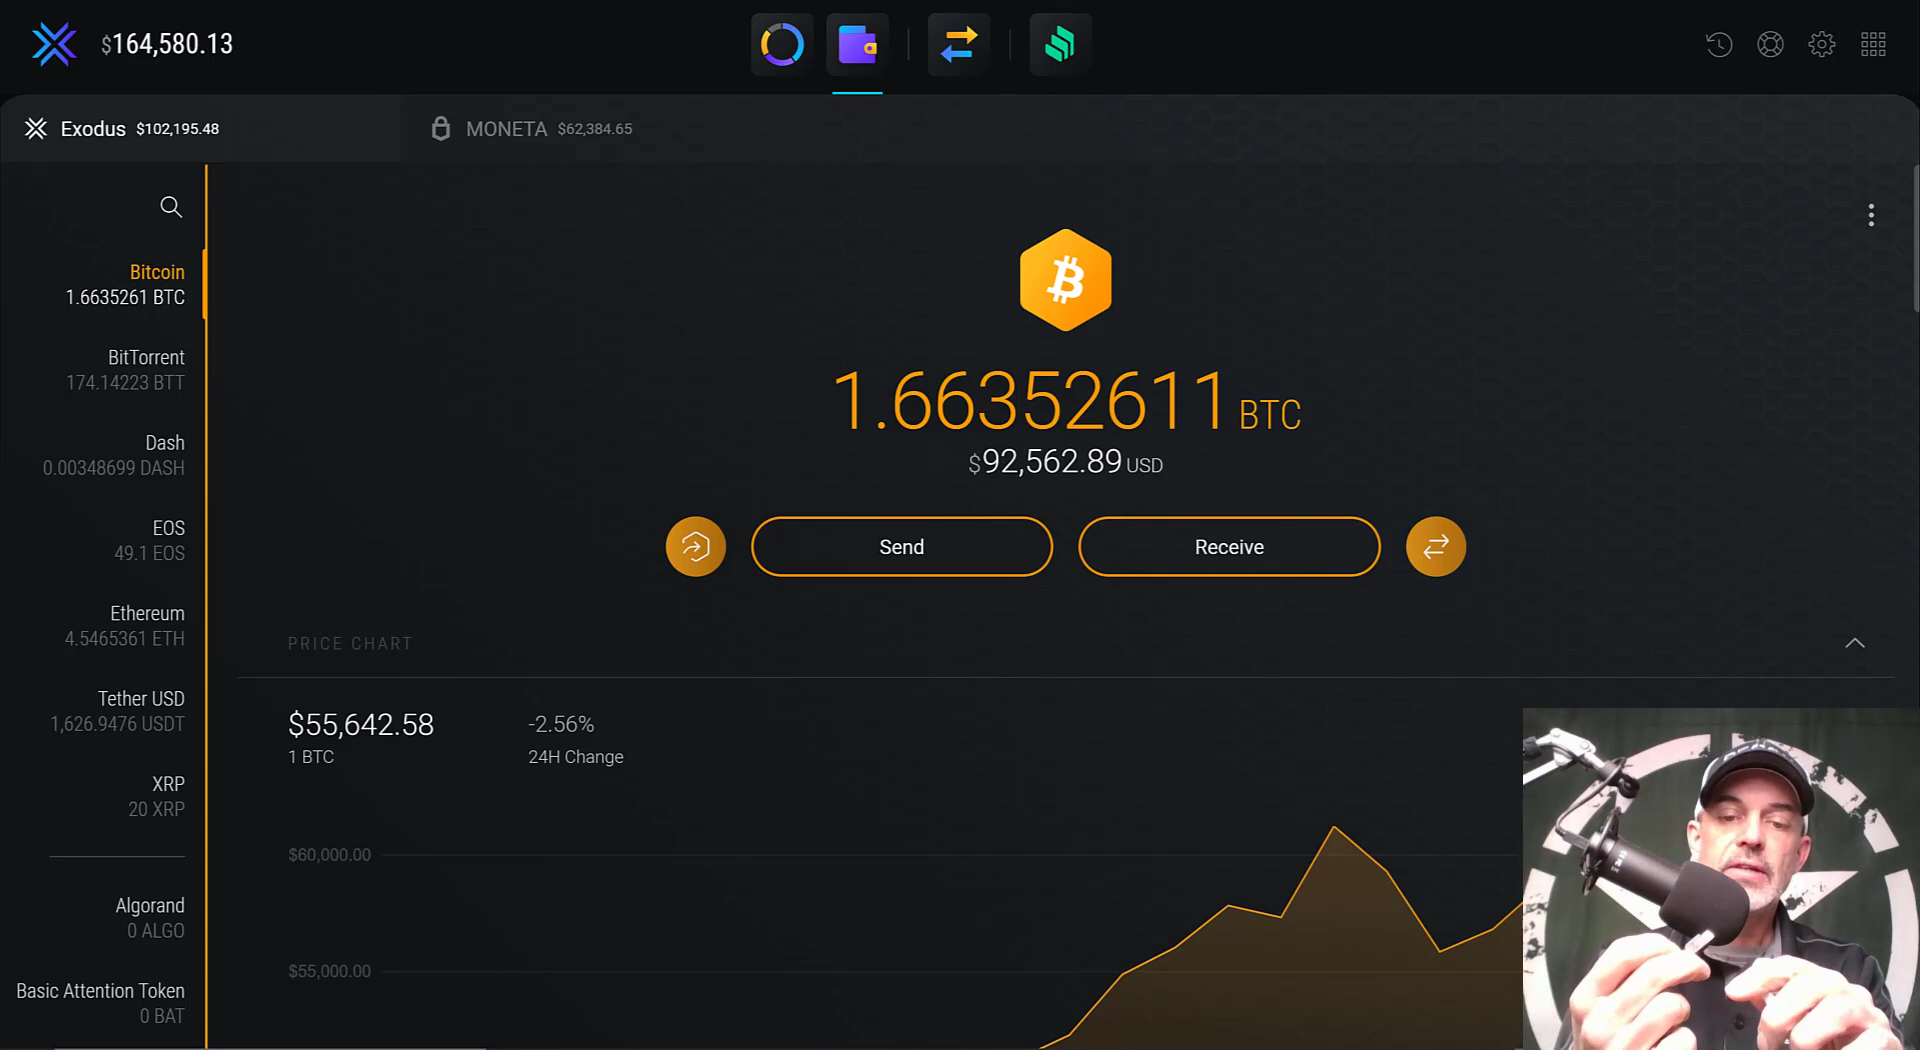 $164,580.13
Exodus $102,195.48
MONETA $62,384.65
Bitcoin
1.6635261 BTC
BitTorrent
174.14223 BTT
Dash
0.00348699 DASH
EOS
49.1 EOS
Ethereum
4.5465361 ETH
Tether USD
1,626.9476 USDT
XRP
20 XRP
Algorand
0 ALGO
Basic Attention Token
0 BAT
1.66352611 BTC
$92,562.89 USD
Send
Receive
PRICE CHART
$55,642.58
1 BTC
-2.56%
24H Change
$60,000.00
$55,000.00